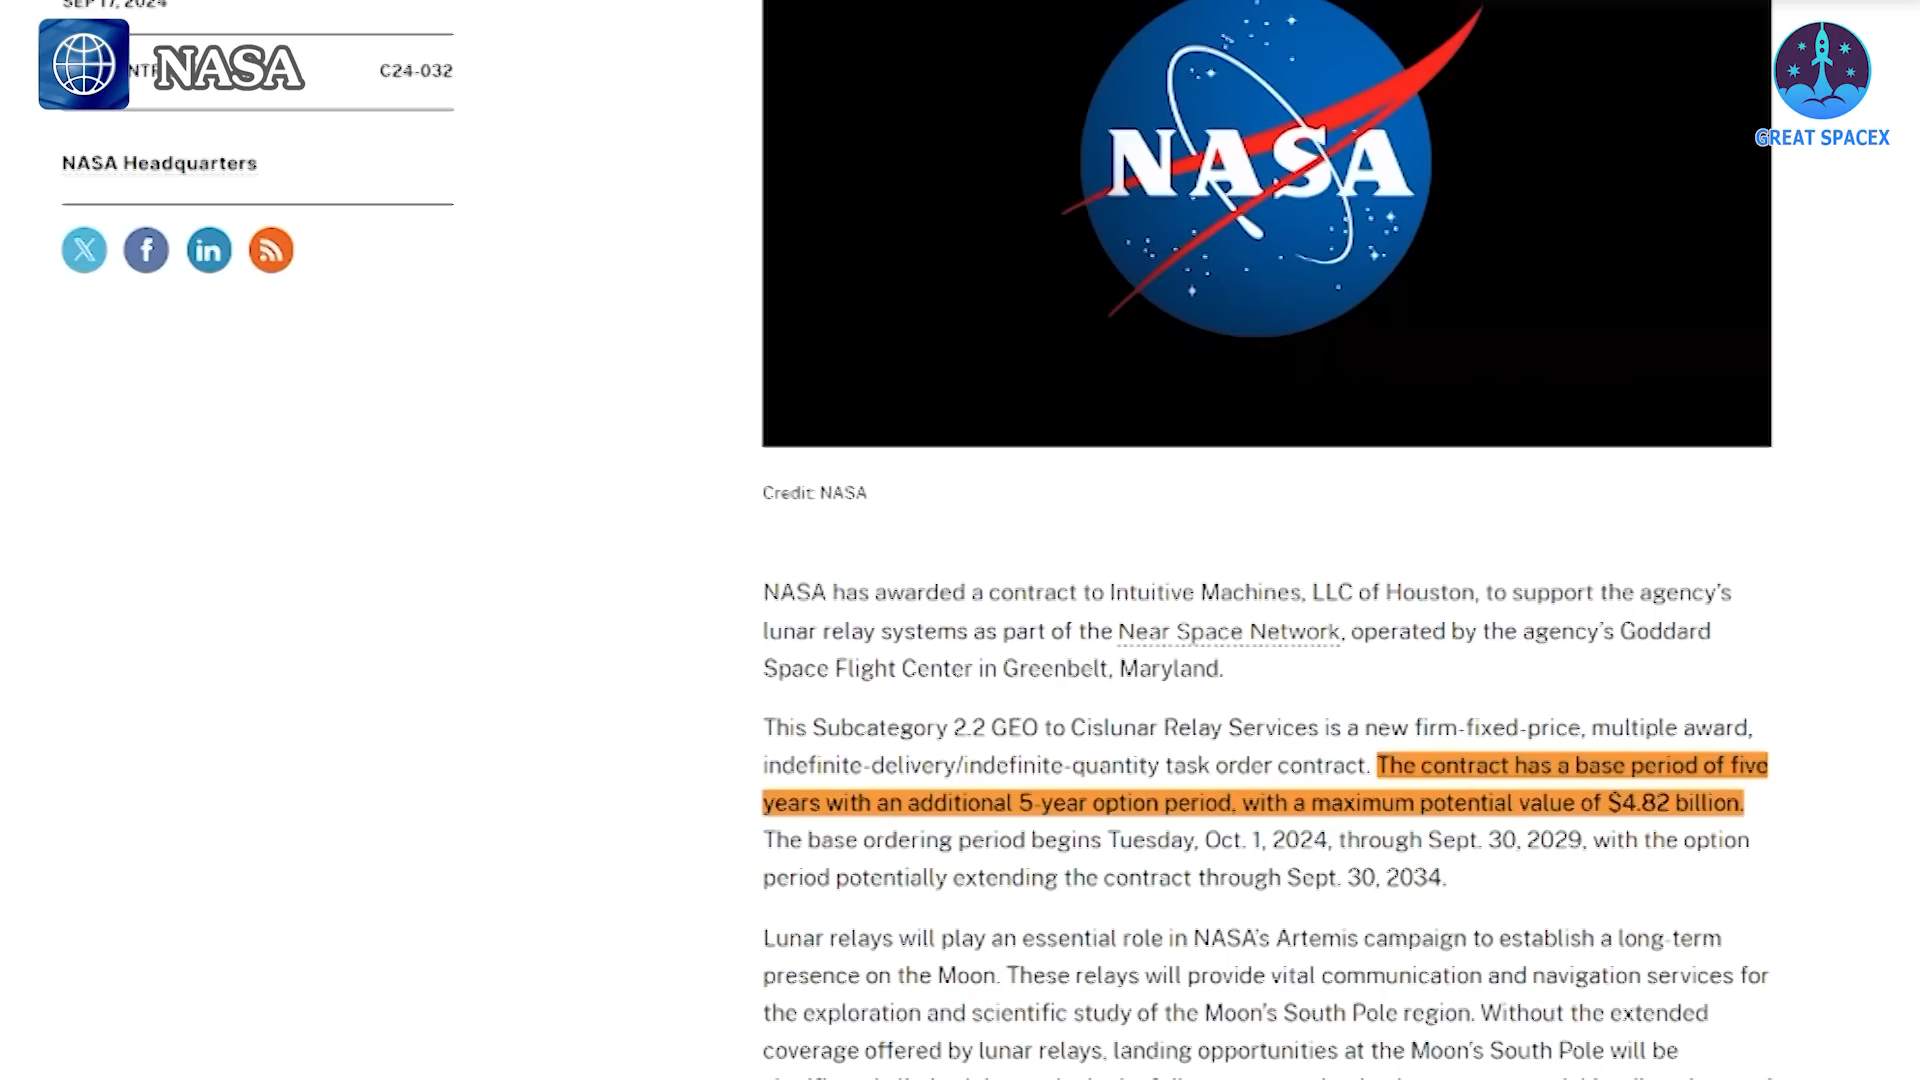 SEP 17, 2024
NASA
C24-032
NASA Headquarters
X
f
in
GREAT SPACEX
NASA
Credit: NASA
NASA has awarded a contract to Intuitive Machines, LLC of Houston, to support the agency's
lunar relay systems as part of the Near Space Network, operated by the agency's Goddard
Space Flight Center in Greenbelt, Maryland.
This Subcategory 2.2 GEO to Cislunar Relay Services is a new firm-fixed-price, multiple award,
indefinite-delivery/indefinite-quantity task order contract. The contract has a base period of five
years with an additional 5-year option period, with a maximum potential value of $4.82 billion.
The base ordering period begins Tuesday, Oct. 1, 2024, through Sept. 30, 2029, with the option
period potentially extending the contract through Sept. 30, 2034.
Lunar relays will play an essential role in NASA's Artemis campaign to establish a long-term
presence on the Moon. These relays will provide vital communication and navigation services for
the exploration and scientific study of the Moon's South Pole region. Without the extended
coverage offered by lunar relays, landing opportunities at the Moon's South Pole will be